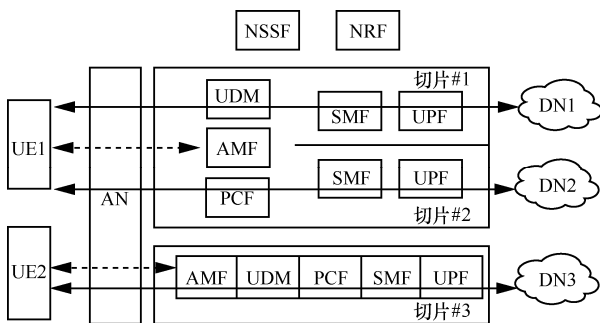 NSSF NRF
切片#1
UDM
SMF UPF
DN1
UE1
AMF
AN
PCF
SMF UPF
DN2
切片#2
UE2
AMF UDM PCF SMF UPF
DN3
切片#3